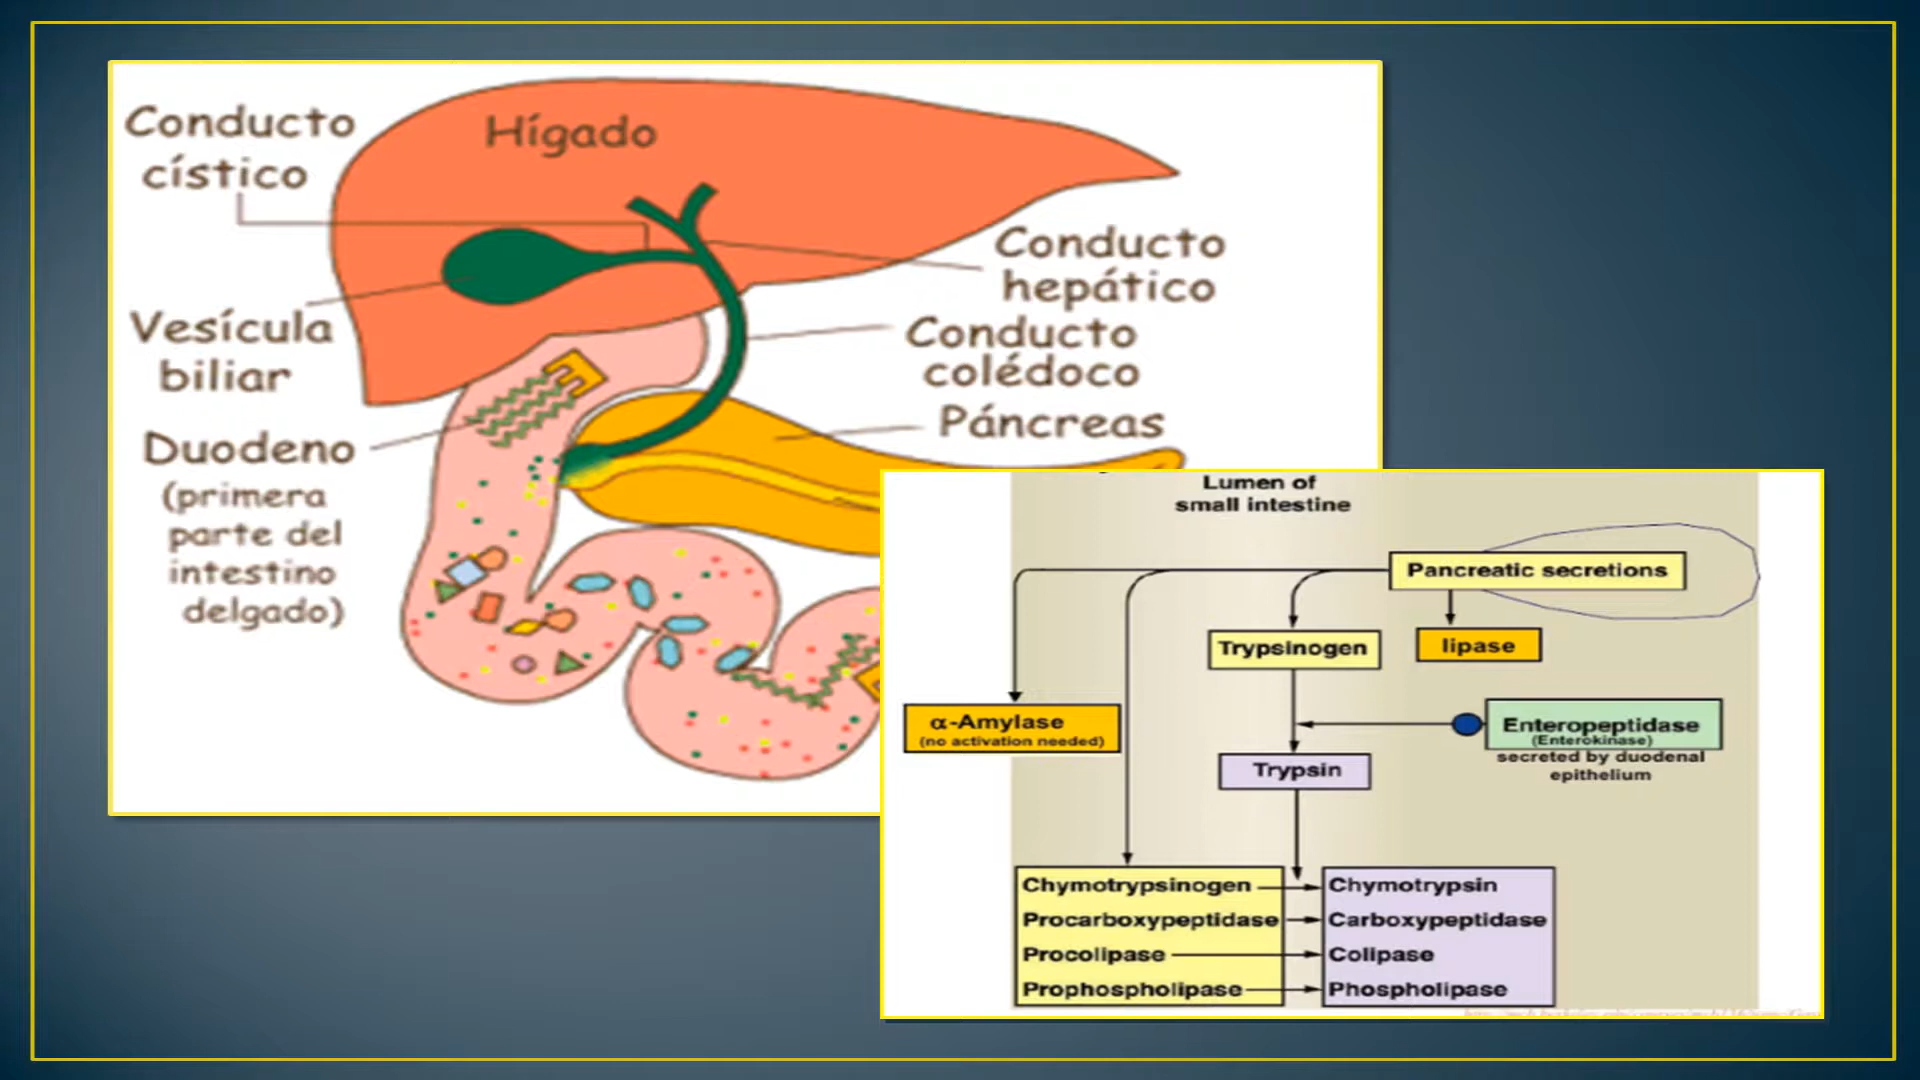 Conducto
cístico
Hígado
Conducto
hepático
Vesícula
biliar
Conducto
colédoco
Páncreas
Duodeno
(primera
parte del
intestino
delgado)
Lumen of
small intestine
Pancreatic secretions
Trypsinogen
lipase
α-Amylase
(no activation needed)
Enteropeptidase
(Enterokinase)
secreted by duodenal
epithelium
Trypsin
Chymotrypsinogen
Chymotrypsin
Procarboxypeptidase
Carboxypeptidase
Procolipase
Colipase
Prophospholipase
Phospholipase